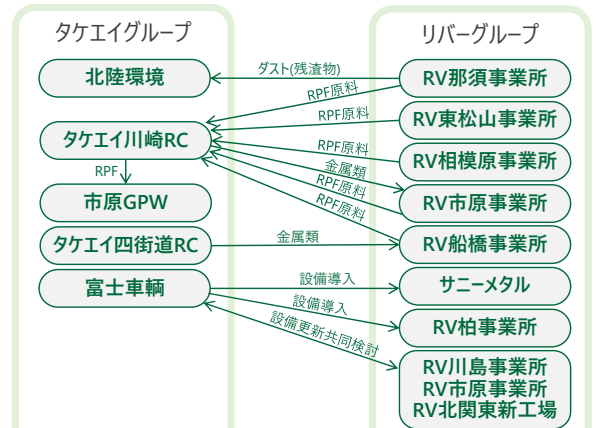 タケエイグループ
リバーグループ
北陸環境
ダスト(残渣物)
RV那須事業所
RPF原料
RPF原料
RV東松山事業所
タケエイ川崎RC
RPF原料
RV相模原事業所
金属類
RPF
RPF原料
市原GPW
RPF原料
RV市原事業所
タケエイ四街道RC
金属類
RV船橋事業所
富士車輌
設備導入
サニーメタル
設備導入
RV柏事業所
設備更新共同検討
RV川島事業所
RV市原事業所
RV北関東新工場